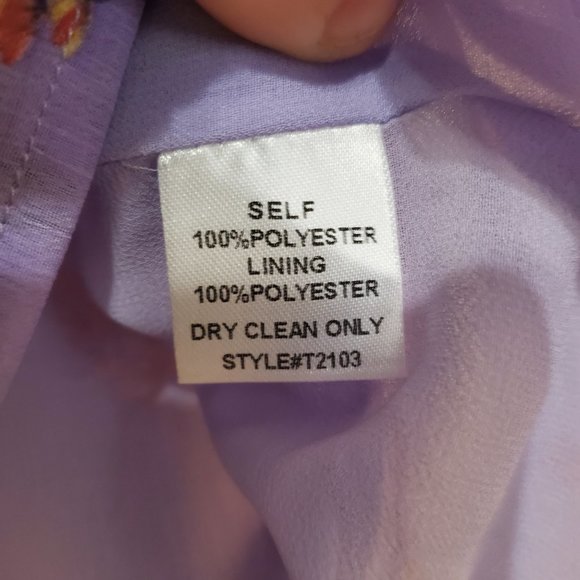 SELF
100%POLYESTER
LINING
100%POLYESTER
DRY CLEAN ONLY
STYLE#T2103